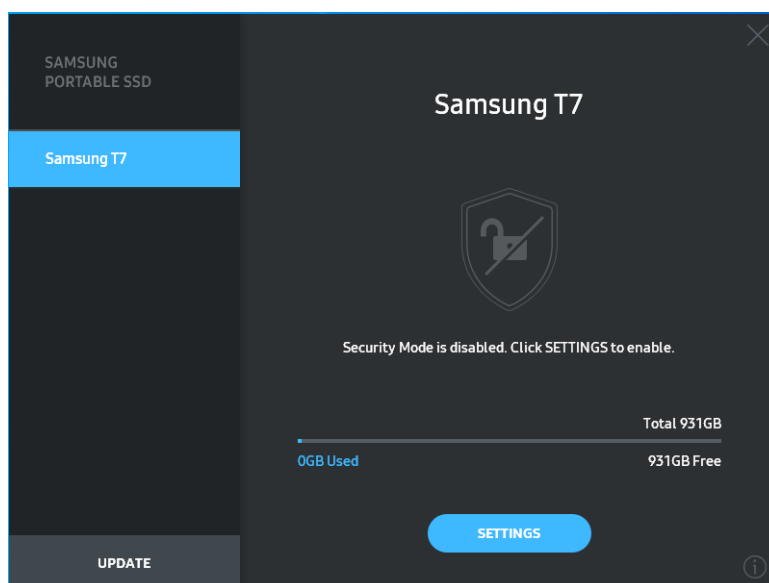 SAMSUNG
PORTABLE SSD
Samsung T7
Samsung T7
Security Mode is disabled. Click SETTINGS to enable.
Total 931GB
0GB Used
931GB Free
SETTINGS
UPDATE